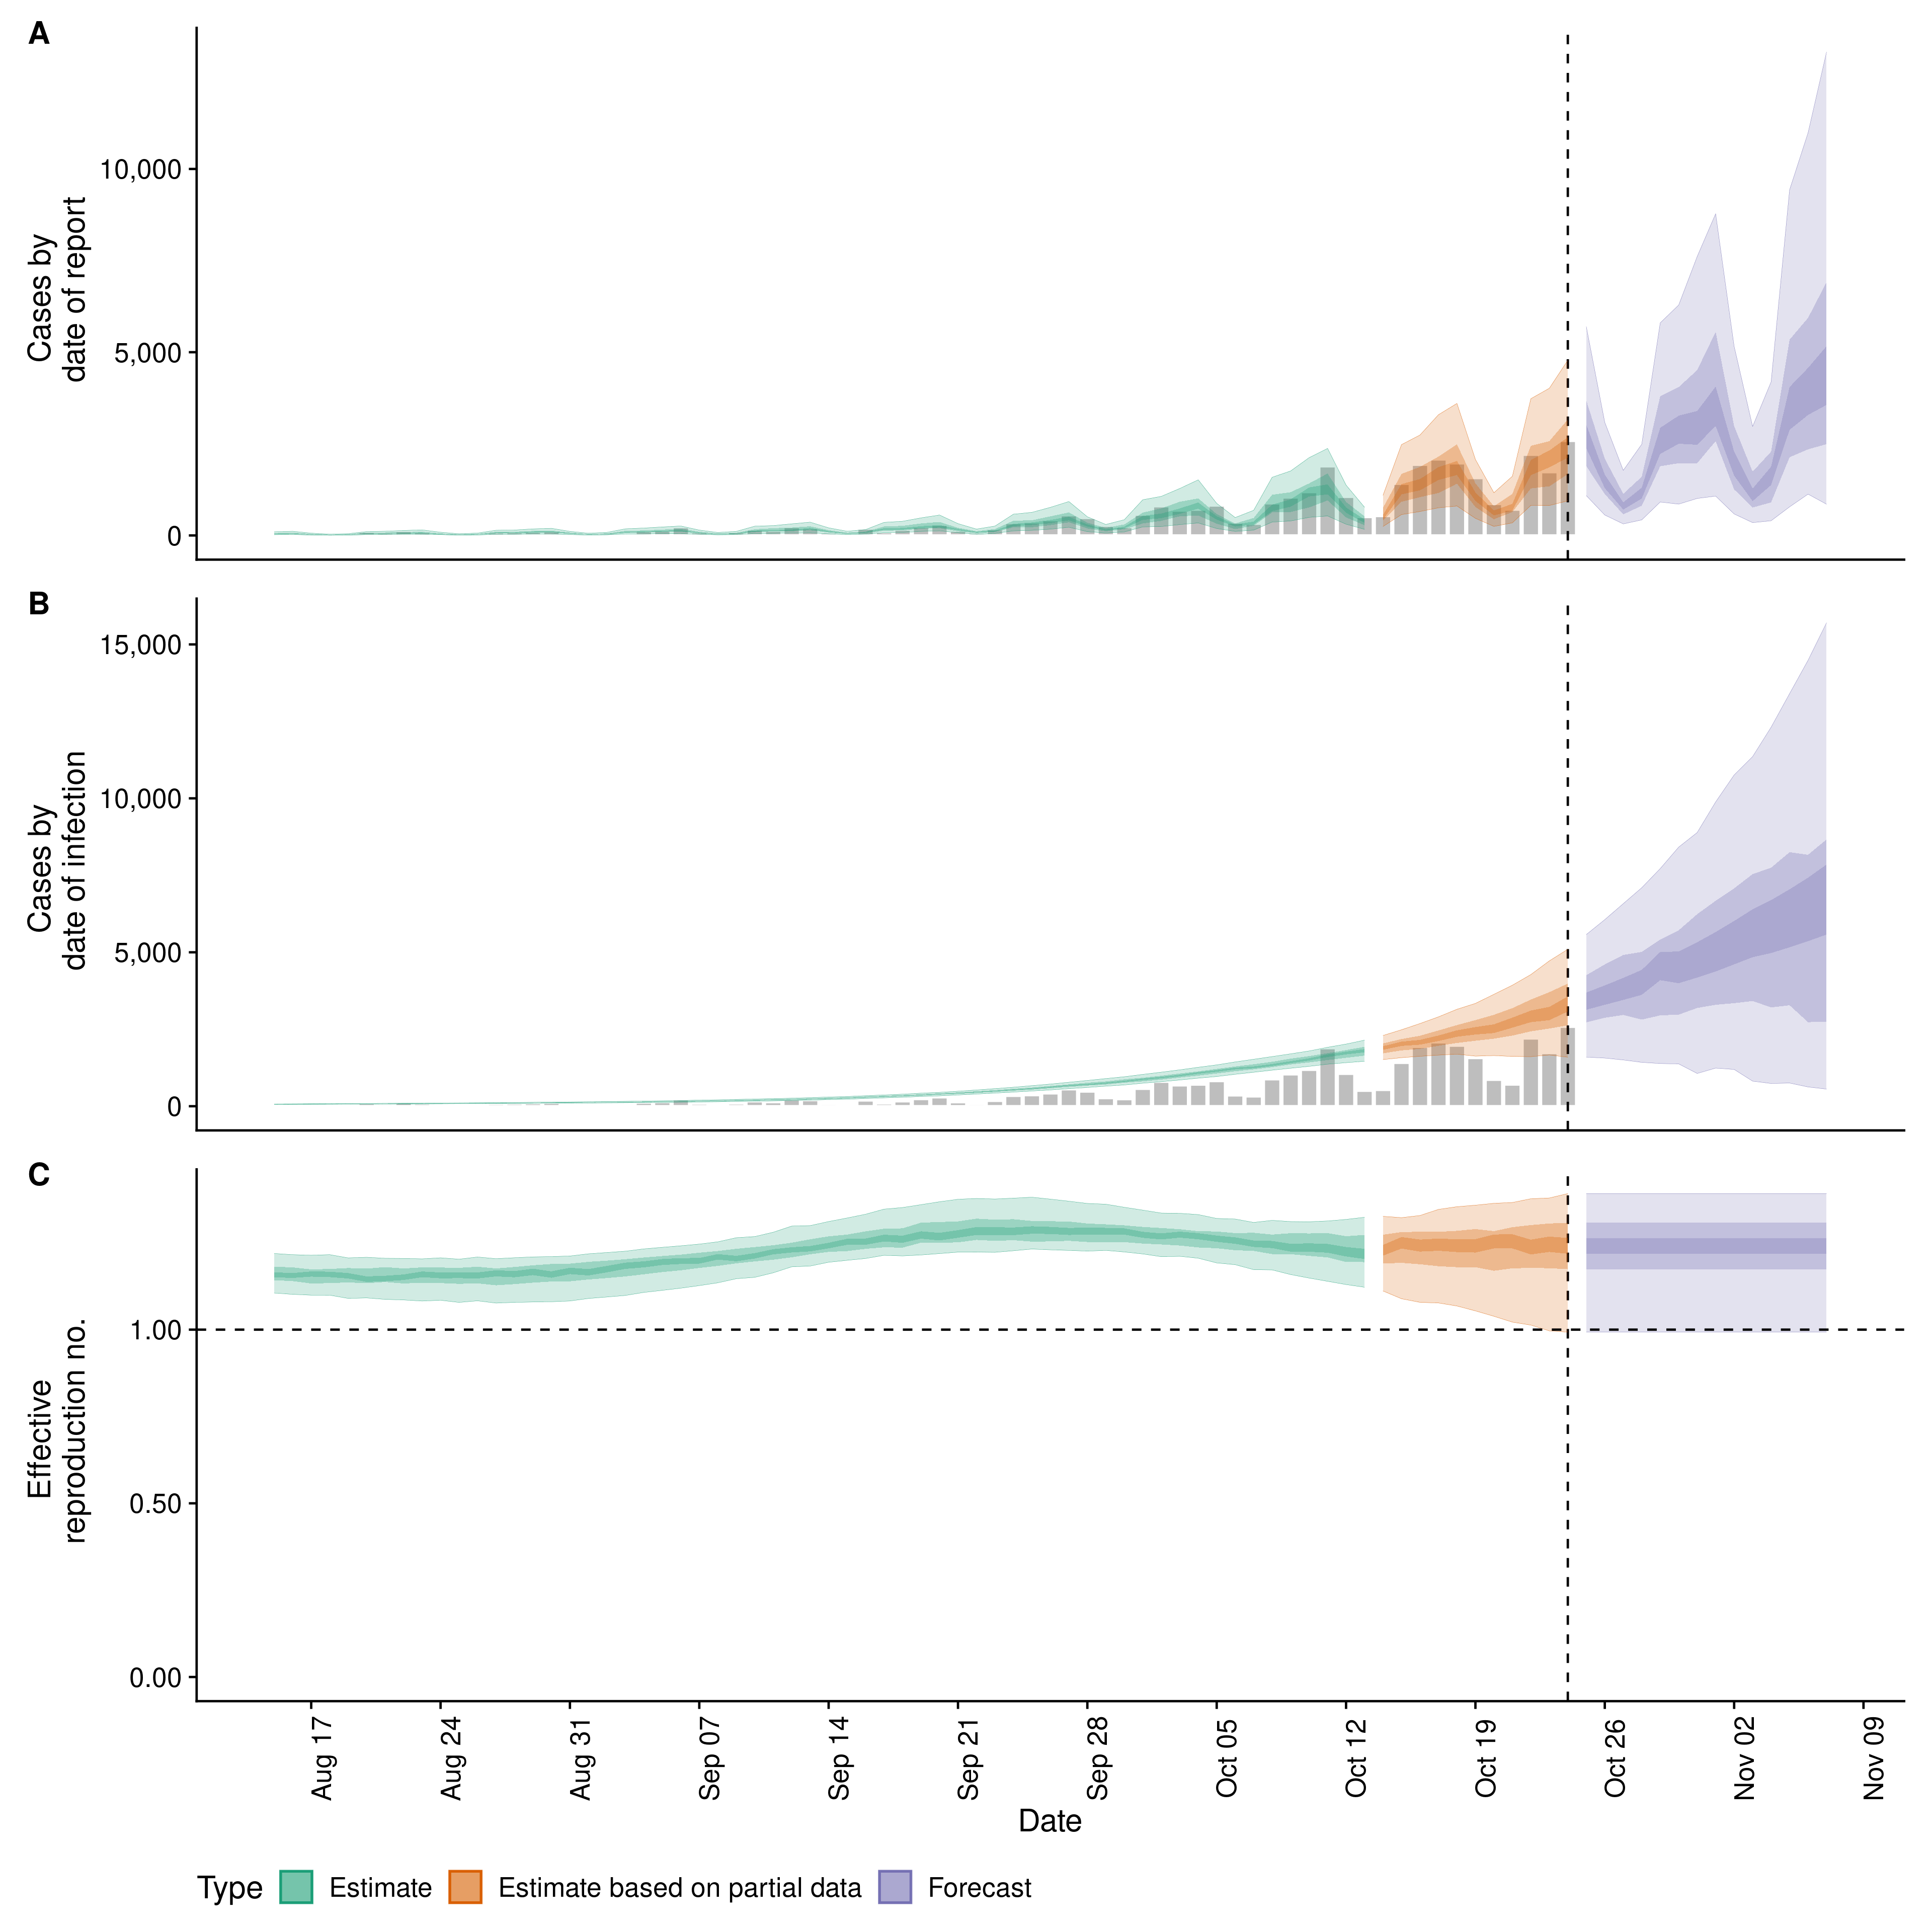 A
Cases by
date of report
10,000
5,000
0
B
Cases by
date of infection
15,000
10,000
5,000
0
C
Effective
reproduction no.
1.00
0.50
0.00
Aug 17
Aug 24
Aug 31
Sep 07
Sep 14
Sep 21
Sep 28
Oct 05
Oct 12
Oct 19
Oct 26
Nov 02
Nov 09
Date
Type Estimate Estimate based on partial data Forecast